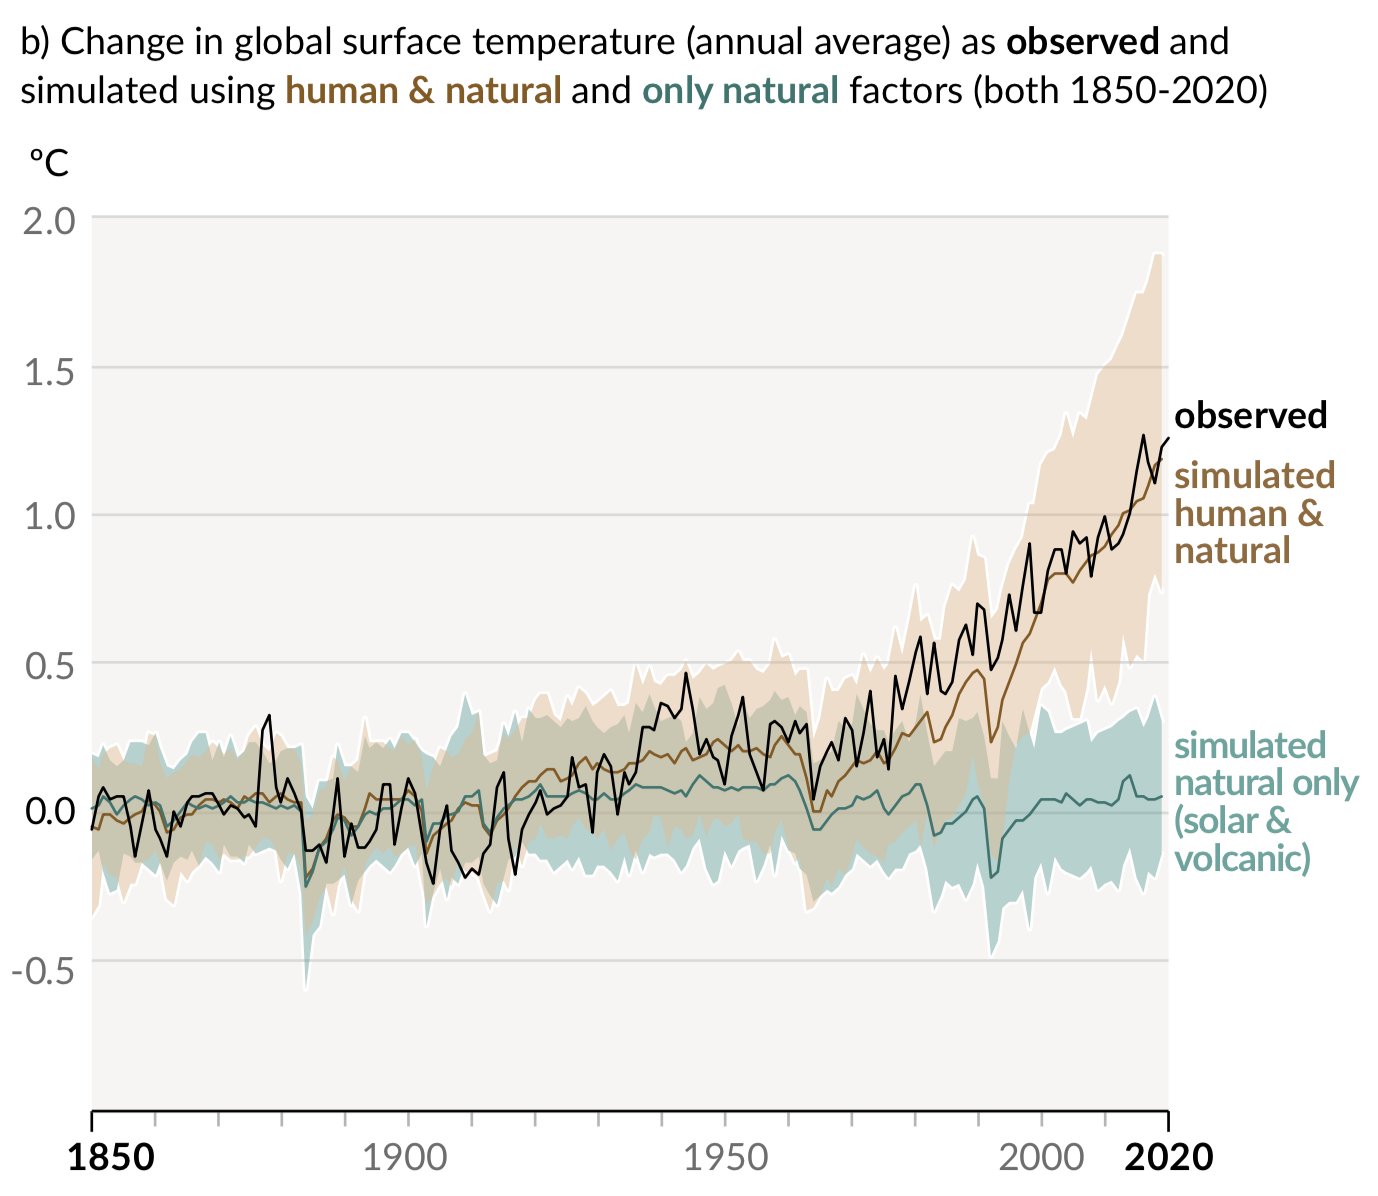 b) Change in global surface temperature (annual average) as observed and
simulated using human & natural and only natural factors (both 1850-2020)
ºC
2.0
1.5
1.0
0.5
0.0
-0.5
observed
simulated
human &
natural
simulated
natural only
(solar &
volcanic)
1850 1900 1950 2000 2020